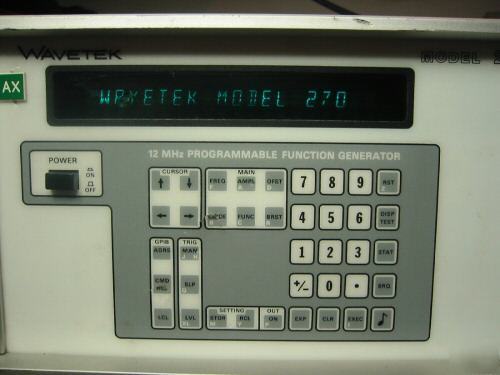 WAVETEK
MODEL 2
AX
WAVETEK MODEL 270
12 MHz PROGRAMMABLE FUNCTION GENERATOR
POWER
ON
OFF
CURSOR
MAIN
FREQ AMPL OFST
7 8 9 RST
MODE FUNC BRST
4 5 6 DISP TEST
GPIB TRIG
ADRS MAN
1 2 3 STAT
CMD SLP
+/- 0 . SRQ
SETTING OUT
LCL LVL STOR RCL ON EXP CLR EXEC